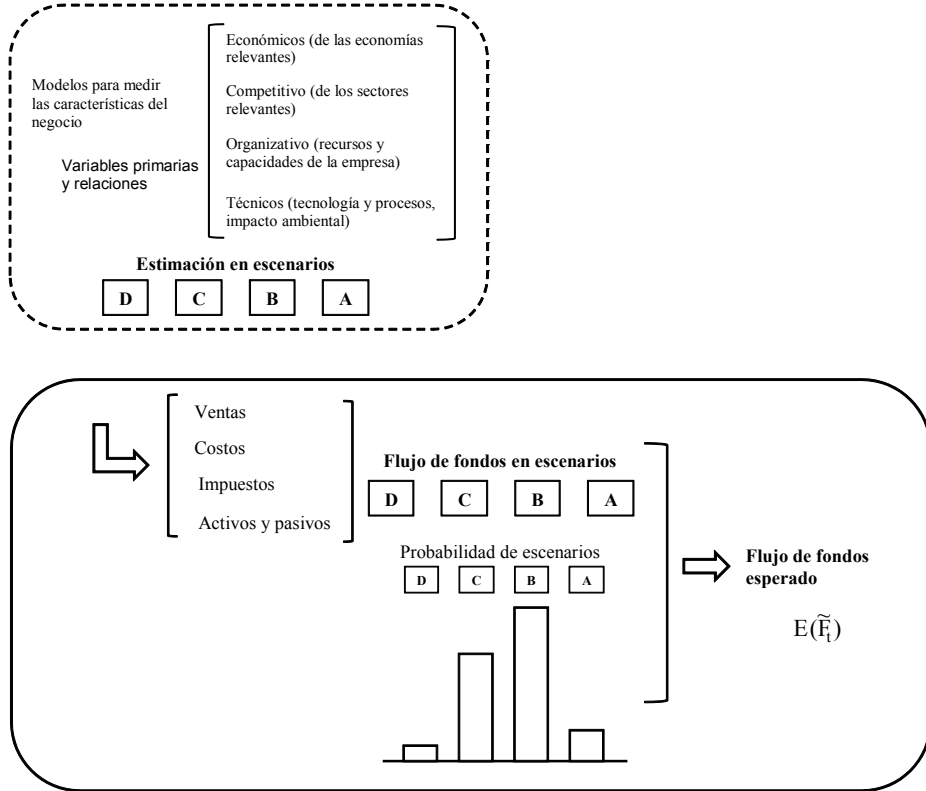 Económicos (de las economías
relevantes)
Modelos para medir
las características del
negocio
Competitivo (de los sectores
relevantes)
Organizativo (recursos y
capacidades de la empresa)
Variables primarias
y relaciones
Técnicos (tecnología y procesos,
impacto ambiental)
Estimación en escenarios
D C B A
Ventas
Costos
Impuestos
Activos y pasivos
Flujo de fondos en escenarios
D C B A
Probabilidad de escenarios
D C B A
Flujo de fondos
esperado
E(F̃t)